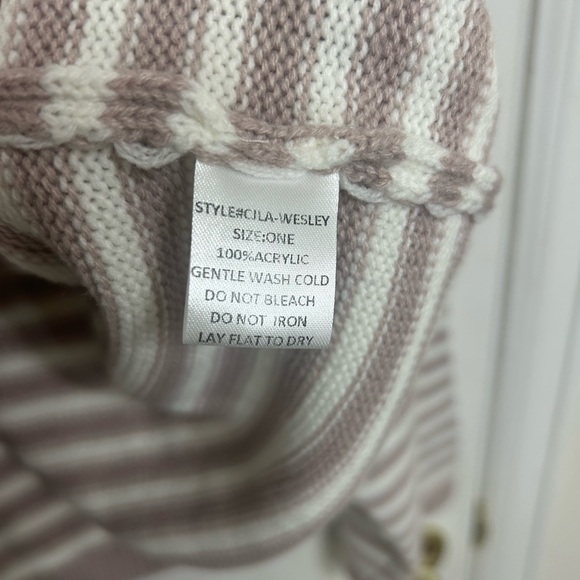 STYLE#CJLA-WESLEY
SIZE:ONE
100%ACRYLIC
GENTLE WASH COLD
DO NOT BLEACH
DO NOT IRON
LAY FLAT TO DRY